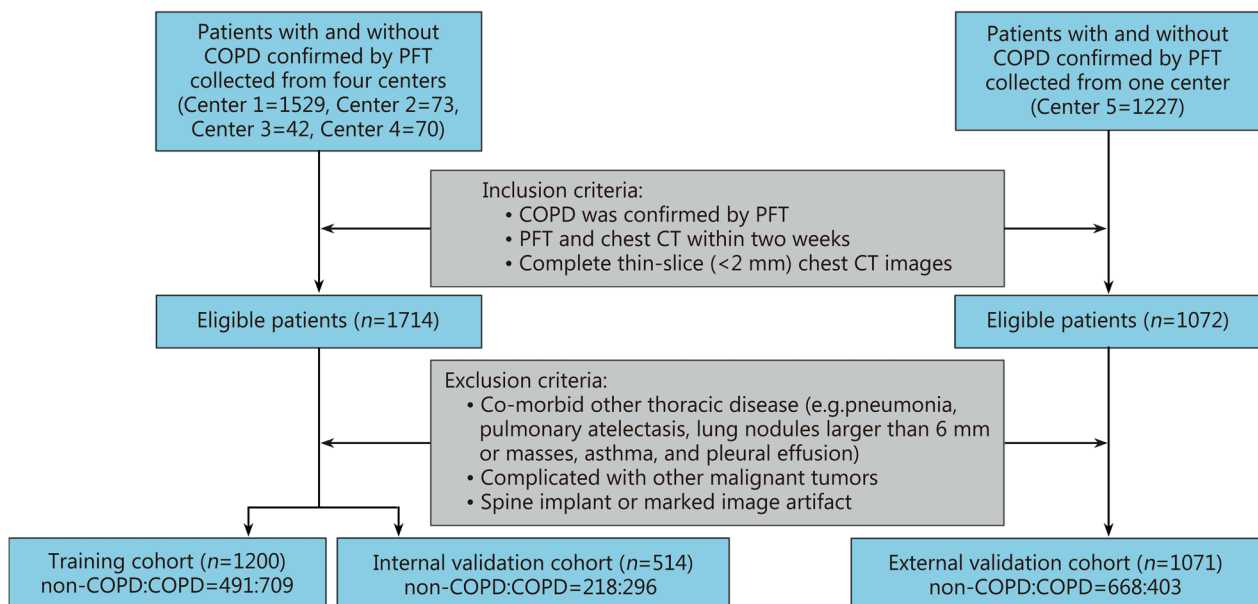 Patients with and without
COPD confirmed by PFT
collected from four centers
(Center 1=1529, Center 2=73,
Center 3=42, Center 4=70)
Patients with and without
COPD confirmed by PFT
collected from one center
(Center 5=1227)
Inclusion criteria:
• COPD was confirmed by PFT
• PFT and chest CT within two weeks
• Complete thin-slice (<2 mm) chest CT images
Eligible patients (n=1714)
Eligible patients (n=1072)
Exclusion criteria:
• Co-morbid other thoracic disease (e.g.pneumonia,
pulmonary atelectasis, lung nodules larger than 6 mm
or masses, asthma, and pleural effusion)
• Complicated with other malignant tumors
• Spine implant or marked image artifact
Training cohort (n=1200)
non-COPD:COPD=491:709
Internal validation cohort (n=514)
non-COPD:COPD=218:296
External validation cohort (n=1071)
non-COPD:COPD=668:403